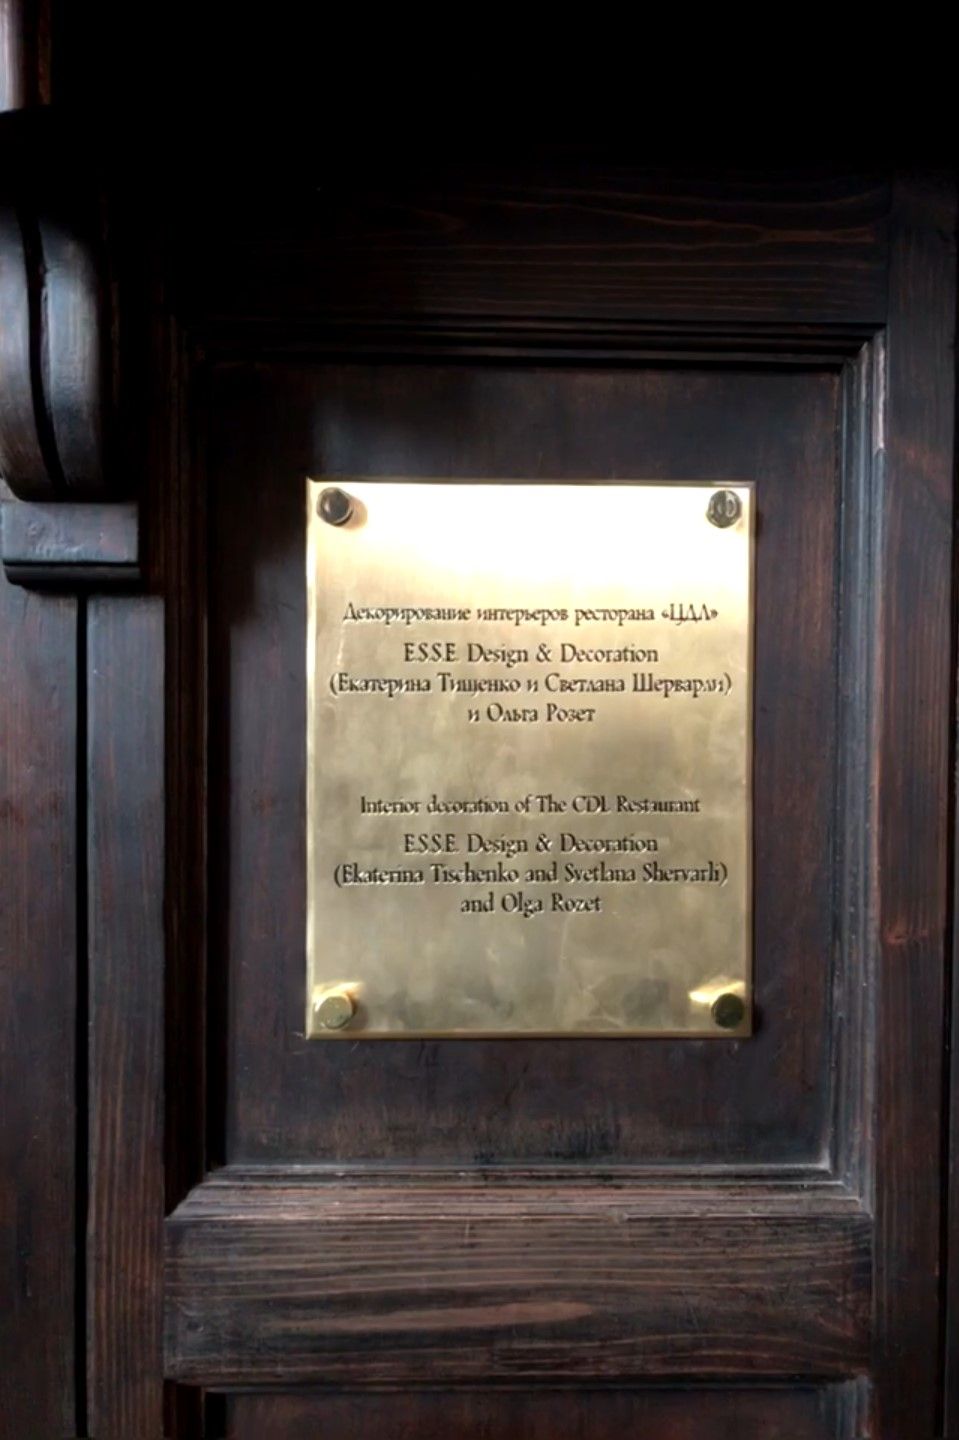 Декорирование интерьеров ресторана «ЦДЛ»
E.S.S.E. Design & Decoration
(Екатерина Тищенко и Светлана Шерварли)
и Ольга Розет
Interior decoration of The CDL Restaurant
E.S.S.E. Design & Decoration
(Ekaterina Tischenko and Svetlana Shervarli)
and Olga Rozet